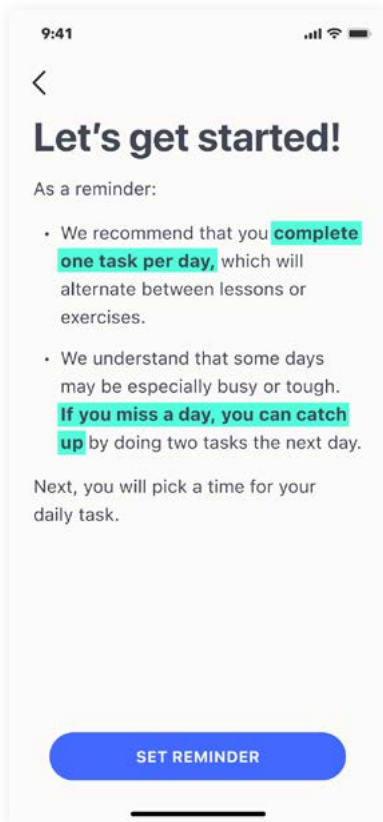 9:41
Let's get started!
As a reminder:
• We recommend that you complete
one task per day, which will
alternate between lessons or
exercises.
• We understand that some days
may be especially busy or tough.
If you miss a day, you can catch
up by doing two tasks the next day.
Next, you will pick a time for your
daily task.
SET REMINDER